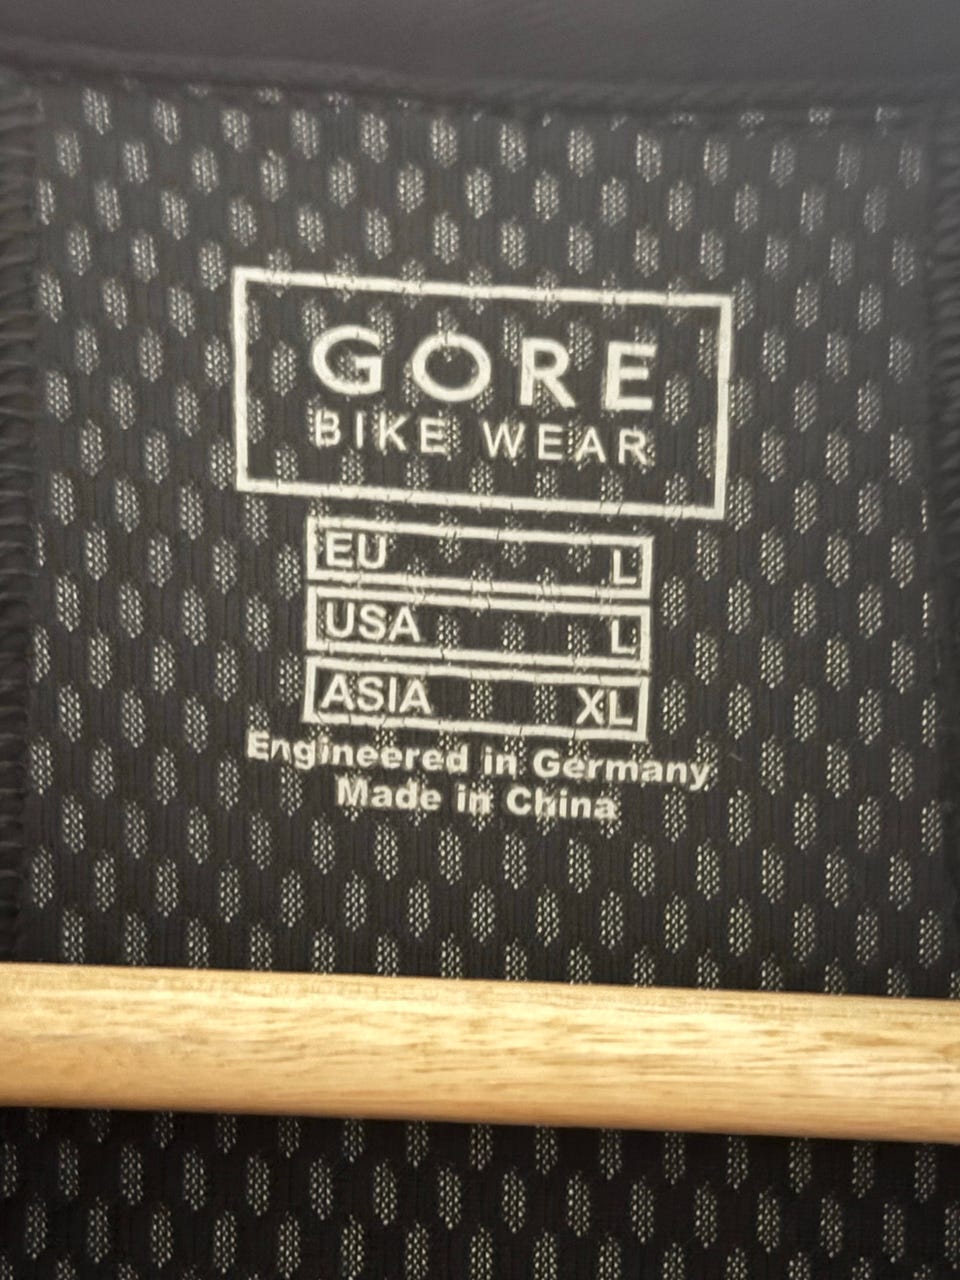 GORE
BIKE WEAR
EU L
USA L
ASIA XL
Engineered in Germany
Made in China